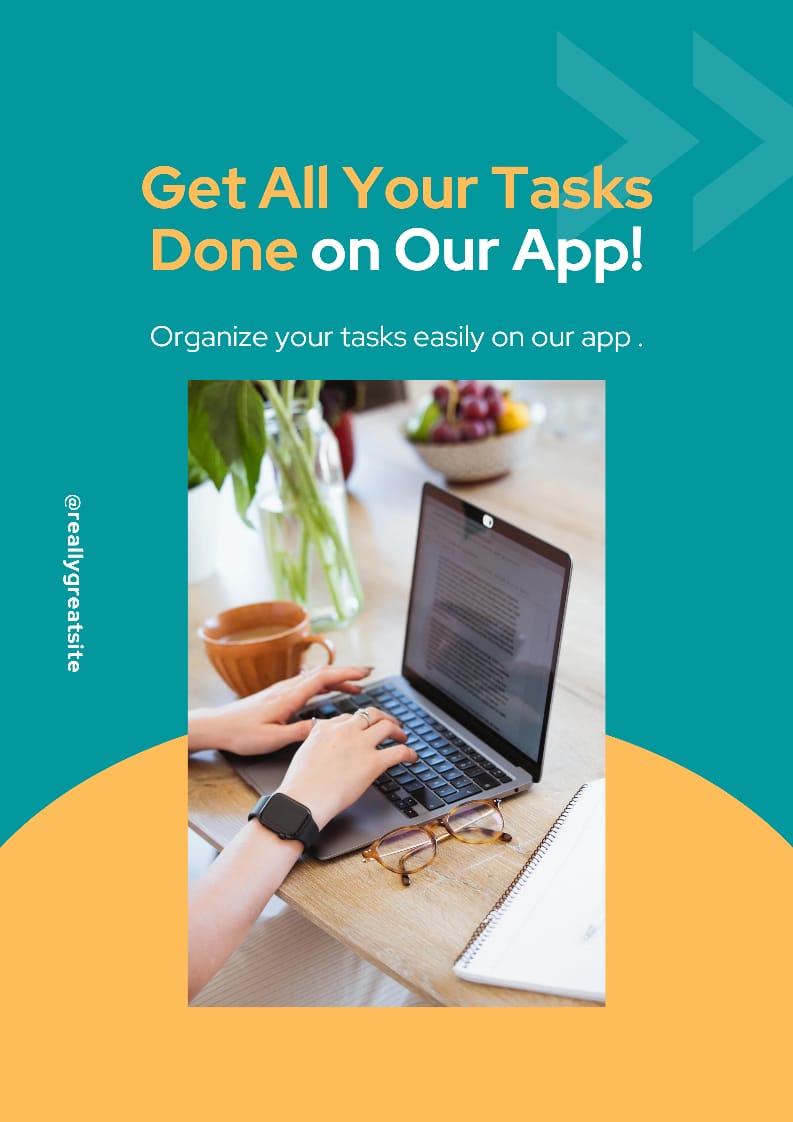 Get All Your Tasks
Done on Our App!
Organize your tasks easily on our app .
@reallygreatsite